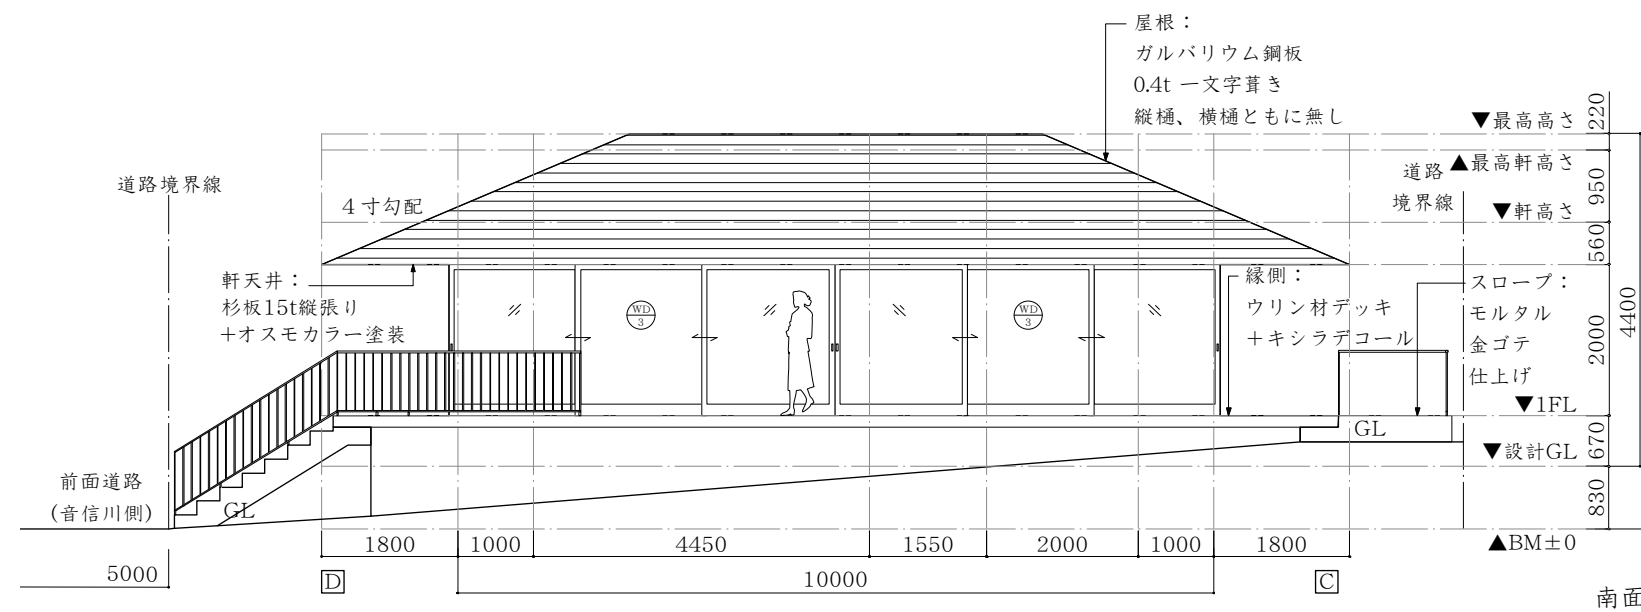 屋根：
ガルバリウム鋼板
0.4t 一文字葺き
縦樋、横樋ともに無し
▼最高高さ
220
道路境界線
4寸勾配
道路
境界線
▲最高軒高さ
950
▼軒高さ
560
軒天井：
杉板15t縦張り
＋オスモカラー塗装
WD
3
WD
3
縁側：
ウリン材デッキ
＋キシラデコール
スロープ：
モルタル
金ゴテ
仕上げ
2000
4400
▼1FL
GL
670
▼設計GL
前面道路
(音信川側)
GL
830
▲BM±0
1800
1000
4450
1550
2000
1000
1800
5000
D
10000
C
南面